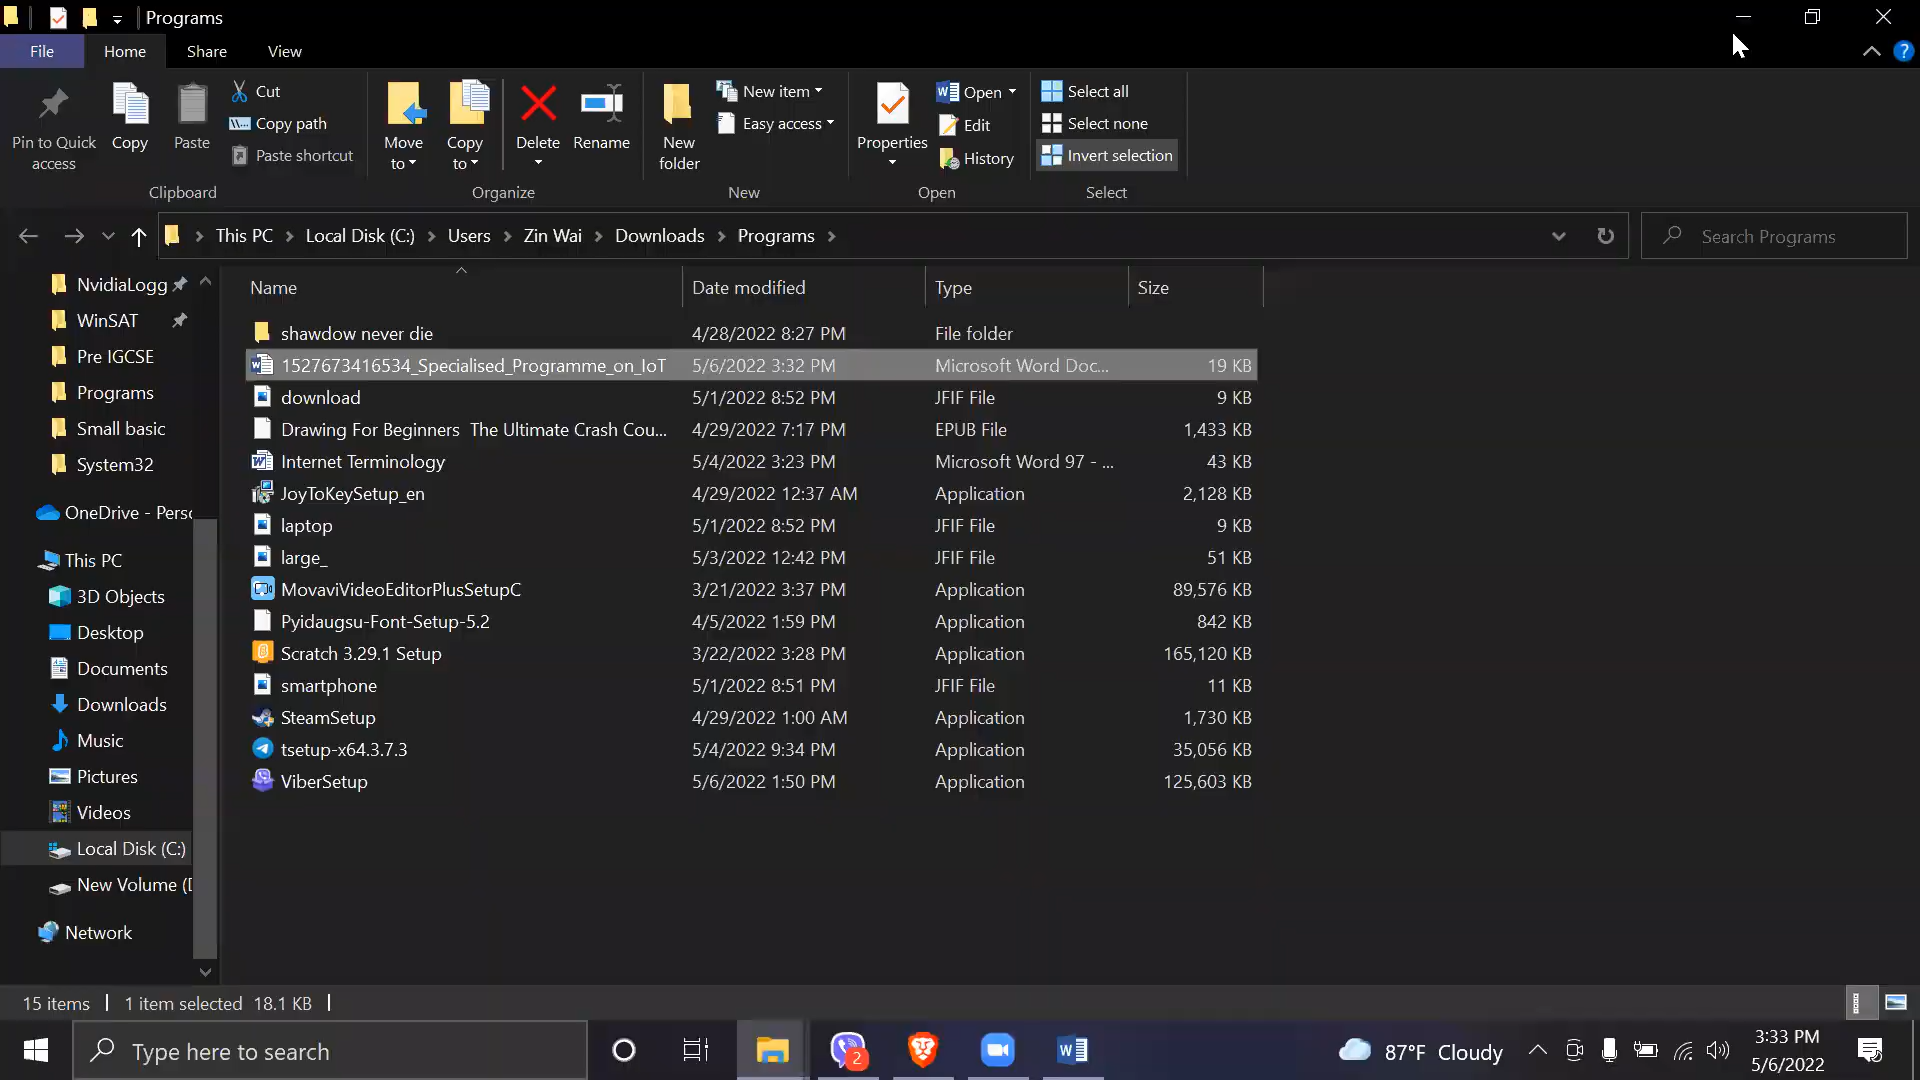 Programs
File Home Share View
Pin to Quick access
Copy
Paste
Cut
Copy path
Paste shortcut
Clipboard
Move to
Copy to
Delete
Rename
Organize
New folder
New item
Easy access
New
Properties
Open
Edit
History
Open
Select all
Select none
Invert selection
Select
This PC Local Disk (C:) Users Zin Wai Downloads Programs
Search Programs
NvidiaLogg
WinSAT
Pre IGCSE
Programs
Small basic
System32
OneDrive - Perso
This PC
3D Objects
Desktop
Documents
Downloads
Music
Pictures
Videos
Local Disk (C:)
New Volume (D
Network
Name Date modified Type Size
shawdow never die 4/28/2022 8:27 PM File folder
1527673416534_Specialised_Programme_on_IoT 5/6/2022 3:32 PM Microsoft Word Doc... 19 KB
download 5/1/2022 8:52 PM JFIF File 9 KB
Drawing For Beginners The Ultimate Crash Cou... 4/29/2022 7:17 PM EPUB File 1,433 KB
Internet Terminology 5/4/2022 3:23 PM Microsoft Word 97 - ... 43 KB
JoyToKeySetup_en 4/29/2022 12:37 AM Application 2,128 KB
laptop 5/1/2022 8:52 PM JFIF File 9 KB
large_ 5/3/2022 12:42 PM JFIF File 51 KB
MovaviVideoEditorPlusSetupC 3/21/2022 3:37 PM Application 89,576 KB
Pyidaugsu-Font-Setup-5.2 4/5/2022 1:59 PM Application 842 KB
Scratch 3.29.1 Setup 3/22/2022 3:28 PM Application 165,120 KB
smartphone 5/1/2022 8:51 PM JFIF File 11 KB
SteamSetup 4/29/2022 1:00 AM Application 1,730 KB
tsetup-x64.3.7.3 5/4/2022 9:34 PM Application 35,056 KB
ViberSetup 5/6/2022 1:50 PM Application 125,603 KB
15 items 1 item selected 18.1 KB
Type here to search
2
87°F Cloudy
3:33 PM
5/6/2022